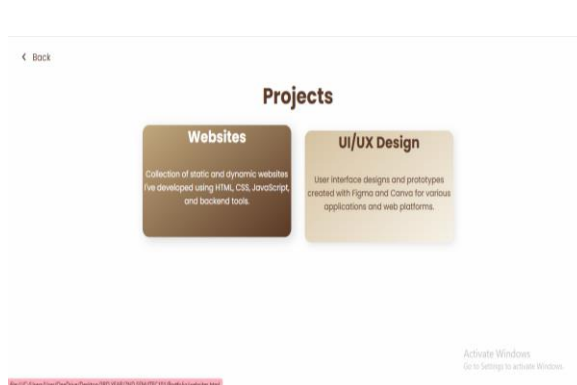 Back
Projects
Websites
Collection of static and dynamic websites
I've developed using HTML, CSS, JavaScript,
and backend tools.
UI/UX Design
User interface designs and prototypes
created with Figma and Canva for various
applications and web platforms.
Activate Windows
Go to Settings to activate Windows.